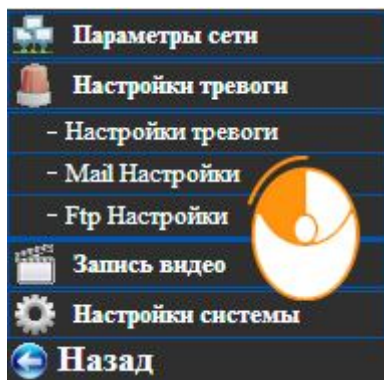 Параметры сети
Настройки тревоги
- Настройки тревоги
- Mail Настройки
- Ftp Настройки
Запись видео
Настройки системы
Назад